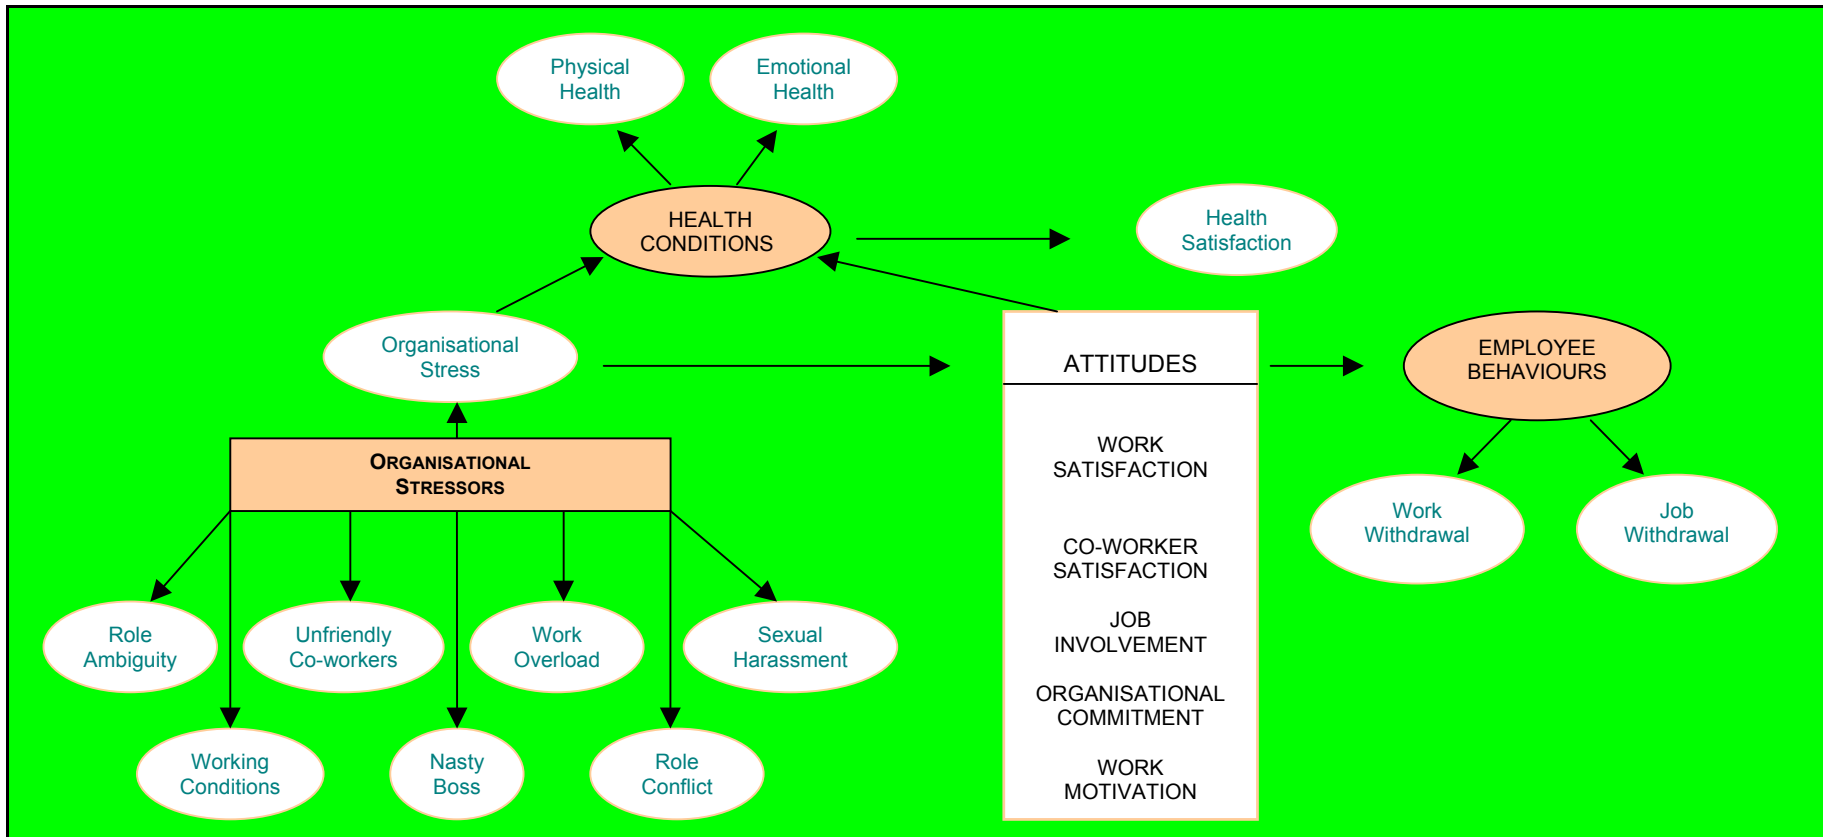 Physical
Health
Emotional
Health
HEALTH
CONDITIONS
Health
Satisfaction
Organisational
Stress
ATTITUDES
EMPLOYEE
BEHAVIOURS
ORGANISATIONAL
STRESSORS
WORK
SATISFACTION
CO-WORKER
SATISFACTION
JOB
INVOLVEMENT
ORGANISATIONAL
COMMITMENT
WORK
MOTIVATION
Work
Withdrawal
Job
Withdrawal
Role
Ambiguity
Unfriendly
Co-workers
Work
Overload
Sexual
Harassment
Working
Conditions
Nasty
Boss
Role
Conflict